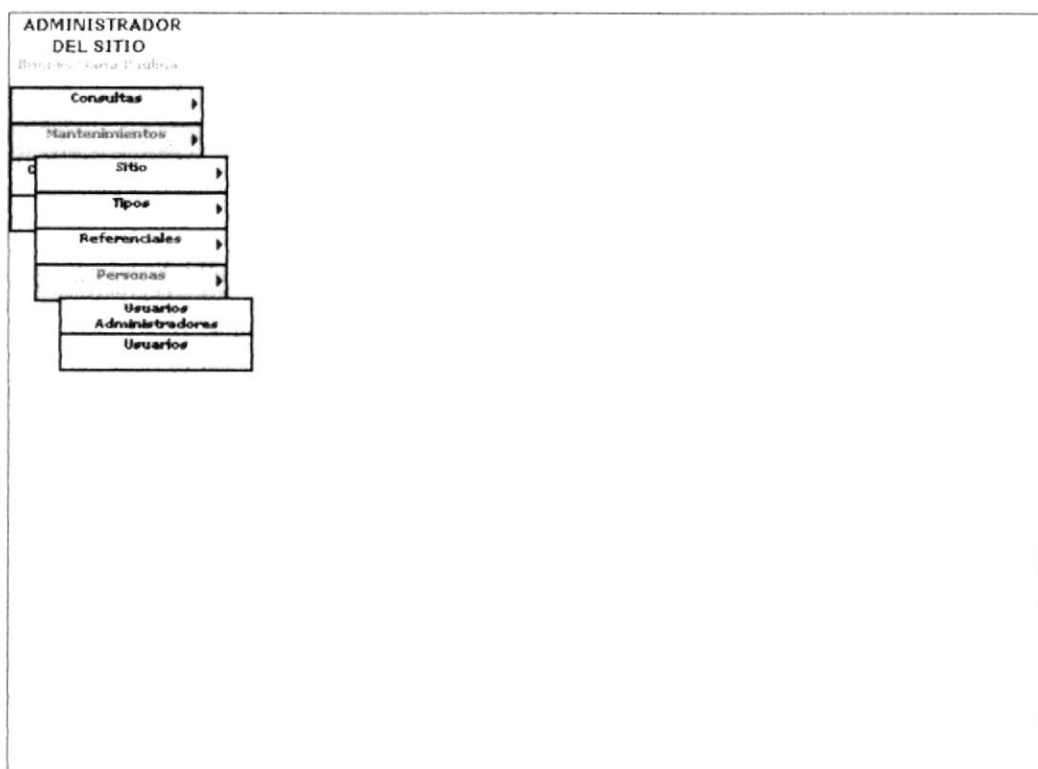 ADMINISTRADOR
DEL SITIO
Consultas
Mantenimientos
Sitio
Tipos
Referenciales
Personas
Usuarios
Administradores
Usuarios